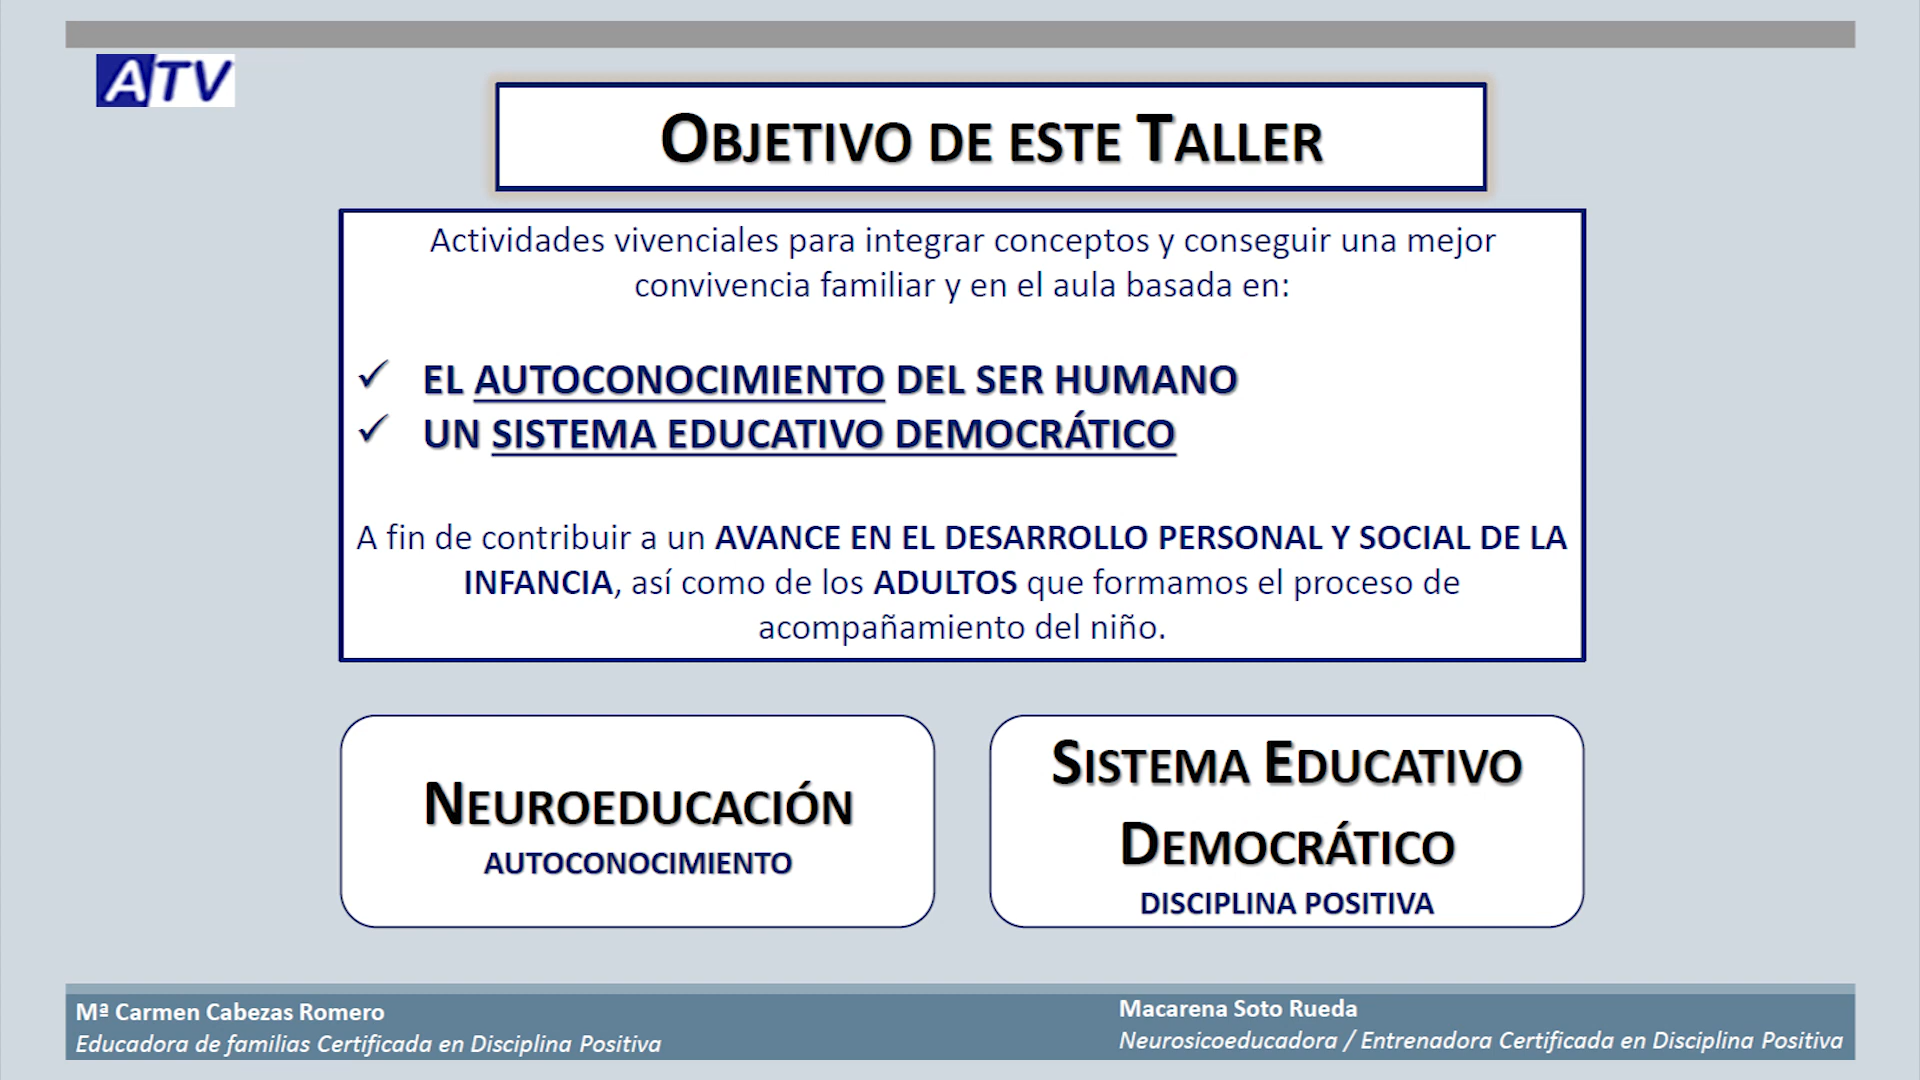 ATV
OBJETIVO DE ESTE TALLER
Actividades vivenciales para integrar conceptos y conseguir una mejor
convivencia familiar y en el aula basada en:
✓ EL AUTOCONOCIMIENTO DEL SER HUMANO
✓ UN SISTEMA EDUCATIVO DEMOCRÁTICO
A fin de contribuir a un AVANCE EN EL DESARROLLO PERSONAL Y SOCIAL DE LA
INFANCIA, así como de los ADULTOS que formamos el proceso de
acompañamiento del niño.
NEUROEDUCACIÓN
AUTOCONOCIMIENTO
SISTEMA EDUCATIVO
DEMOCRÁTICO
DISCIPLINA POSITIVA
Mª Carmen Cabezas Romero
Educadora de familias Certificada en Disciplina Positiva
Macarena Soto Rueda
Neurosicoeducadora / Entrenadora Certificada en Disciplina Positiva